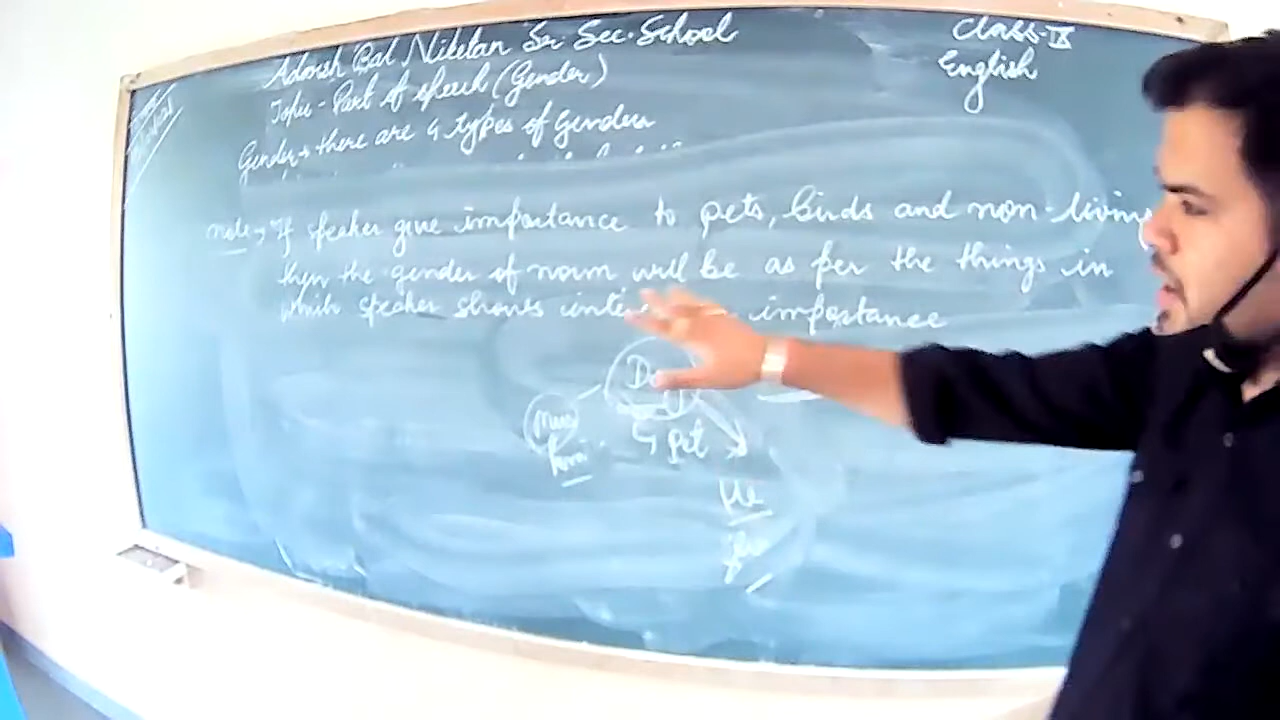 Adarsh Bal Niketan Sr. Sec. School
Class-IX
English
Topic - Part of speech (Gender)
Gender → there are 4 types of Genders
note → If speaker give importance to pets, birds and non-living
then the gender of noun will be as per the things in
which speaker shows importance
pet
He